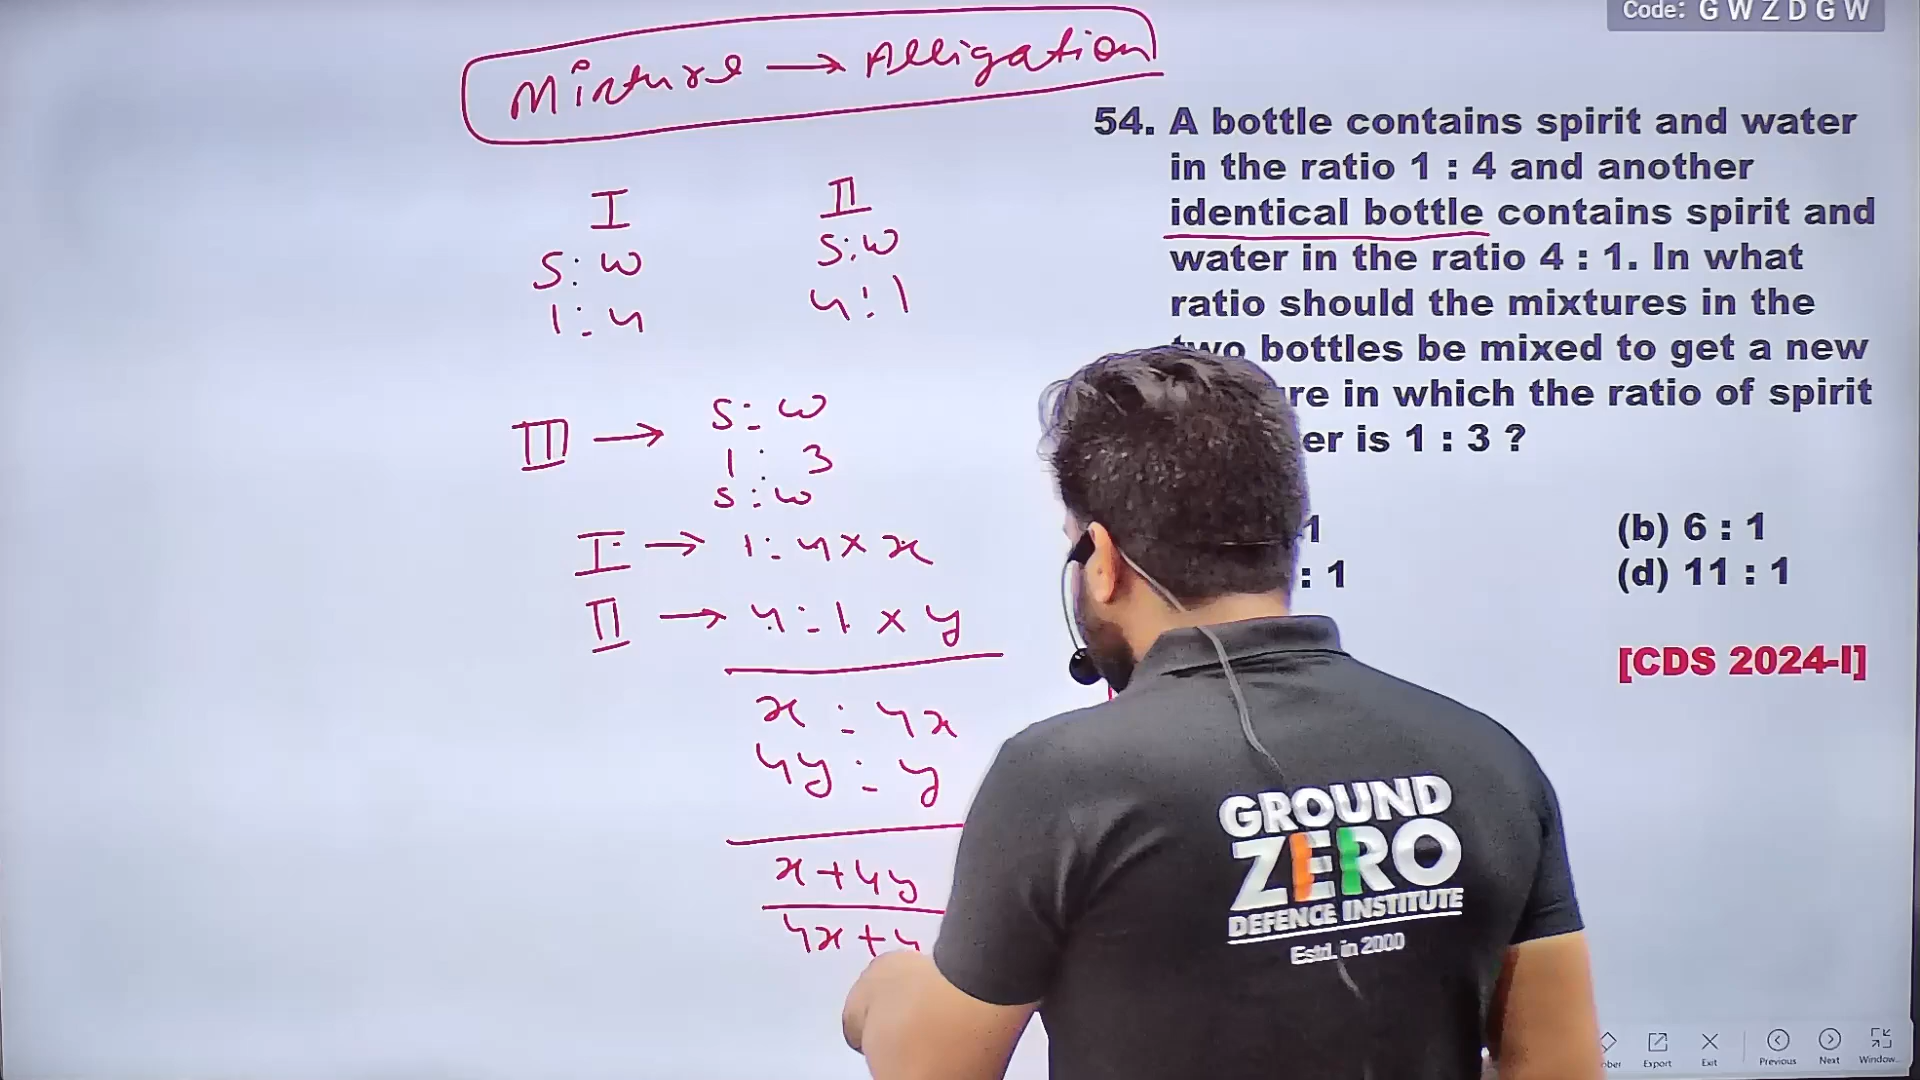 Code: G W Z D G W
Mixture → Alligation
I
S : W
1 : 4
II
S : W
4 : 1
III → S : W
1 : 3
S : W
I → 1 : 4 × x
II → 4 : 1 × y
x : 4x
4y : y
x + 4y
4x +
54. A bottle contains spirit and water
in the ratio 1 : 4 and another
identical bottle contains spirit and
water in the ratio 4 : 1. In what
ratio should the mixtures in the
two bottles be mixed to get a new
re in which the ratio of spirit
er is 1 : 3 ?
1
(b) 6 : 1
: 1
(d) 11 : 1
[CDS 2024-I]
GROUND
ZERO
DEFENCE INSTITUTE
Estd. in 2000
ber
Export
Exit
Previous
Next
Window...